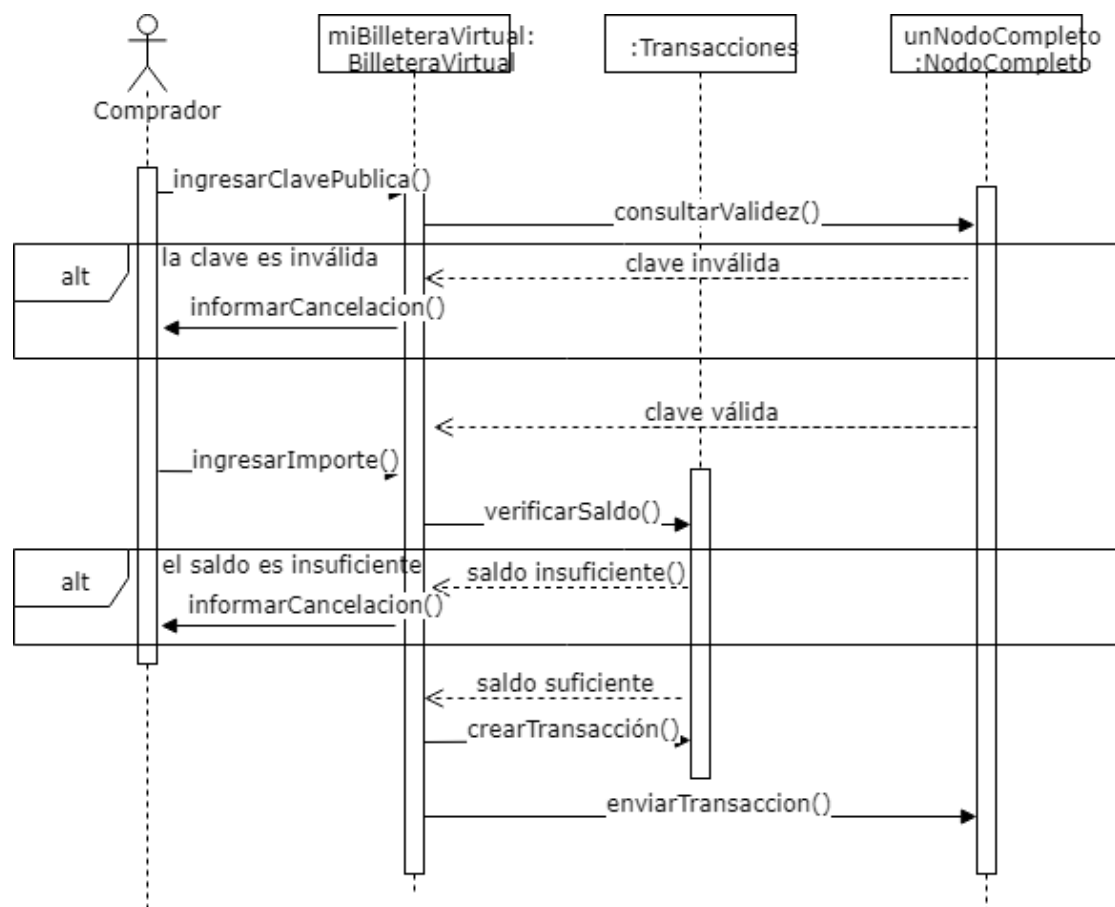 miBilleteraVirtual:
BilleteraVirtual
:Transacciones
unNodoCompleto
:NodoCompleto
Comprador
ingresarClavePublica()
consultarValidez()
alt
la clave es inválida
clave inválida
informarCancelacion()
clave válida
ingresarImporte()
verificarSaldo()
alt
el saldo es insuficiente
saldo insuficiente()
informarCancelacion()
saldo suficiente
crearTransacción()
enviarTransaccion()